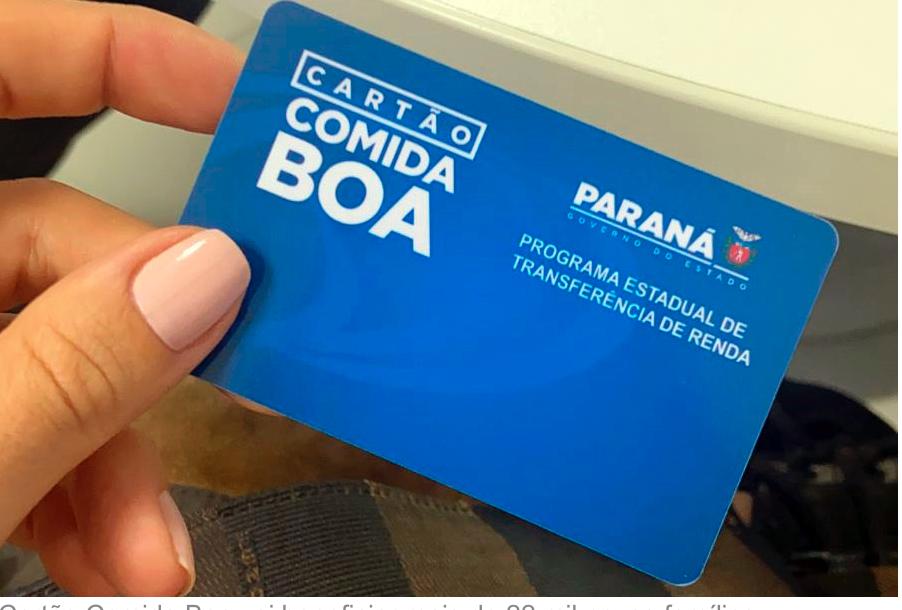 CARTÃO
COMIDA
BOA
PARANÁ
GOVERNO DO ESTADO
PROGRAMA ESTADUAL DE
TRANSFERÊNCIA DE RENDA